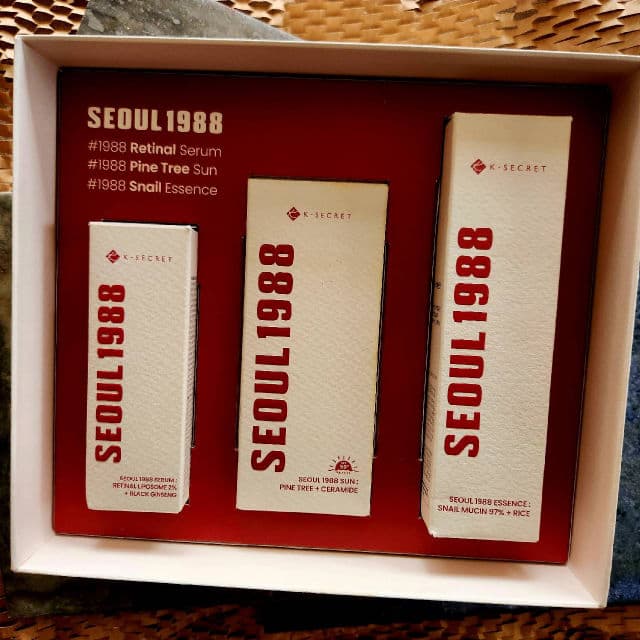 SEOUL 1988
#1988 Retinal Serum
#1988 Pine Tree Sun
#1988 Snail Essence
K-SECRET
SEOUL 1988
SEOUL 1988 SERUM :
RETINAL LIPOSOME 2%
+ BLACK GINSENG
K-SECRET
SEOUL 1988
SEOUL 1988 SUN :
PINE TREE + CERAMIDE
K-SECRET
SEOUL 1988
SEOUL 1988 ESSENCE :
SNAIL MUCIN 97% + RICE